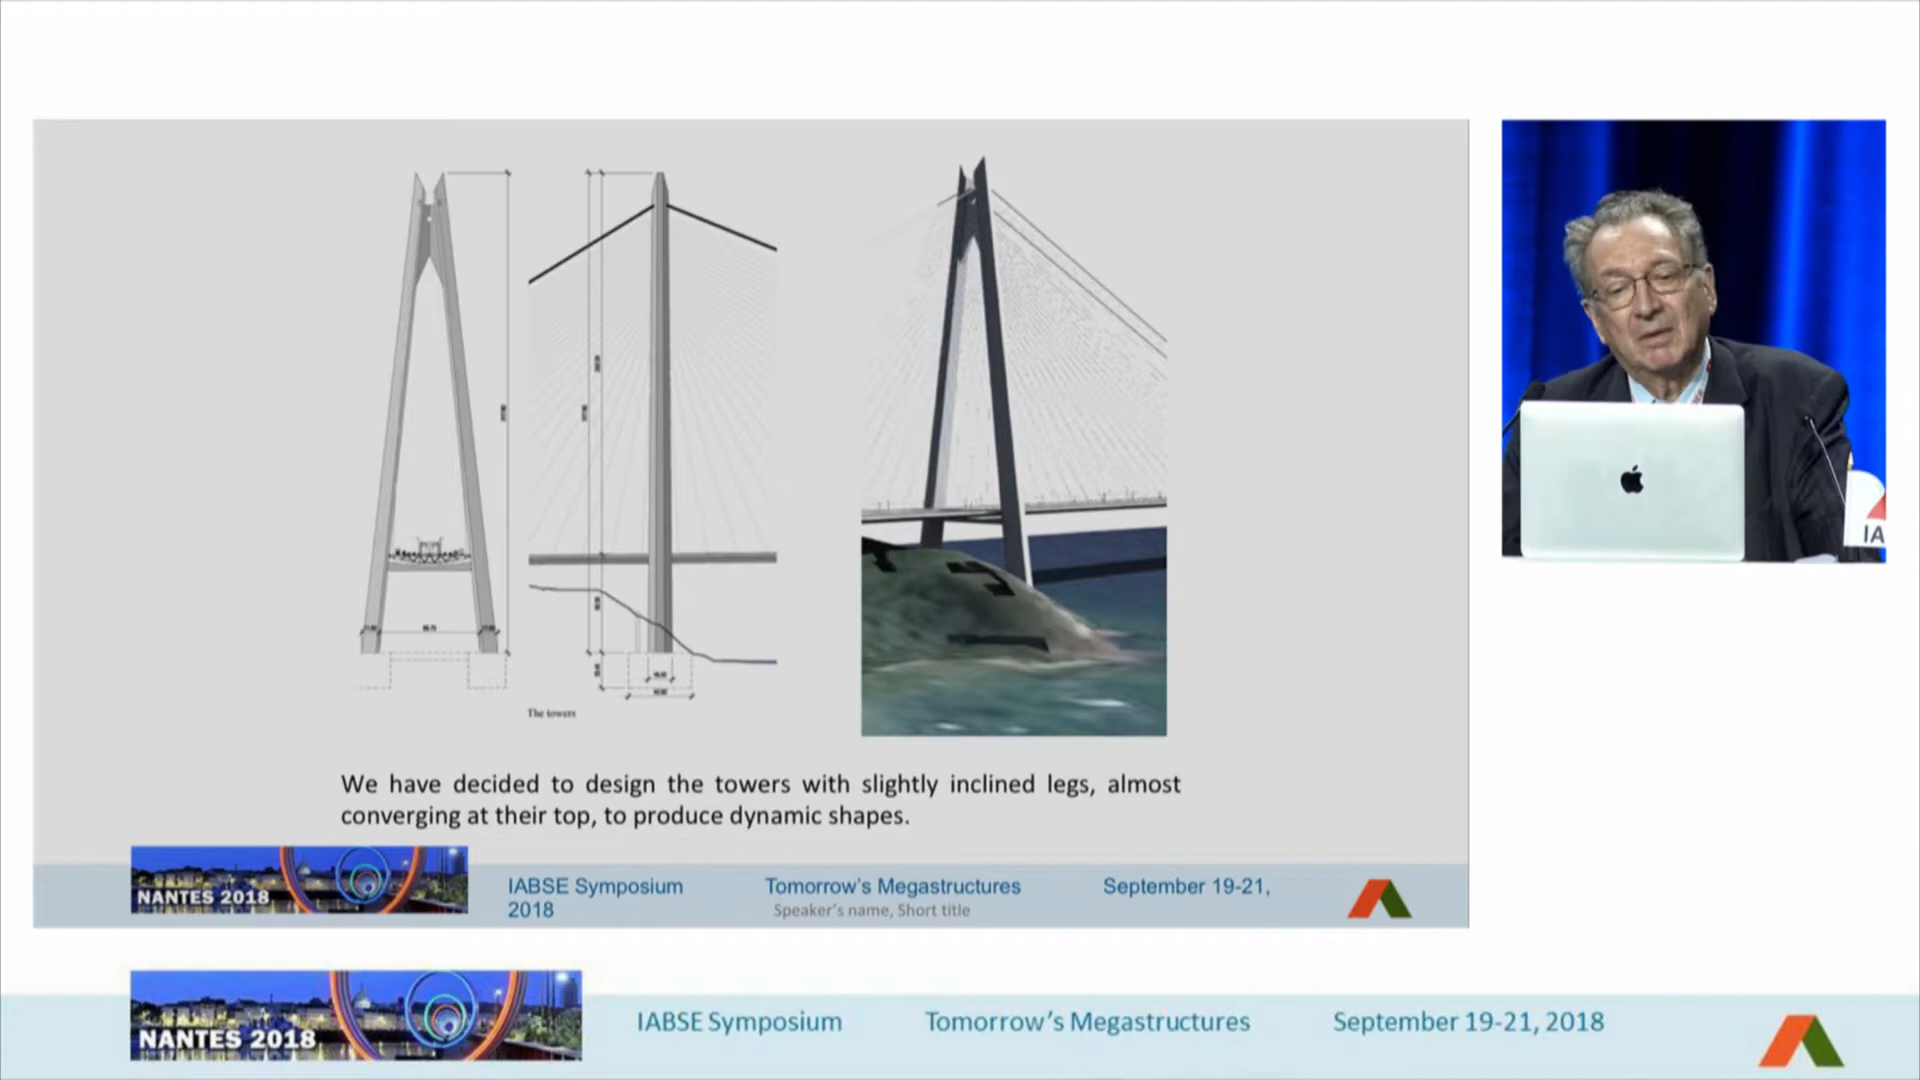 The towers
We have decided to design the towers with slightly inclined legs, almost
converging at their top, to produce dynamic shapes.
NANTES 2018
IABSE Symposium Tomorrow's Megastructures September 19-21,
2018 Speaker's name, Short title
IA
NANTES 2018
IABSE Symposium Tomorrow's Megastructures September 19-21, 2018